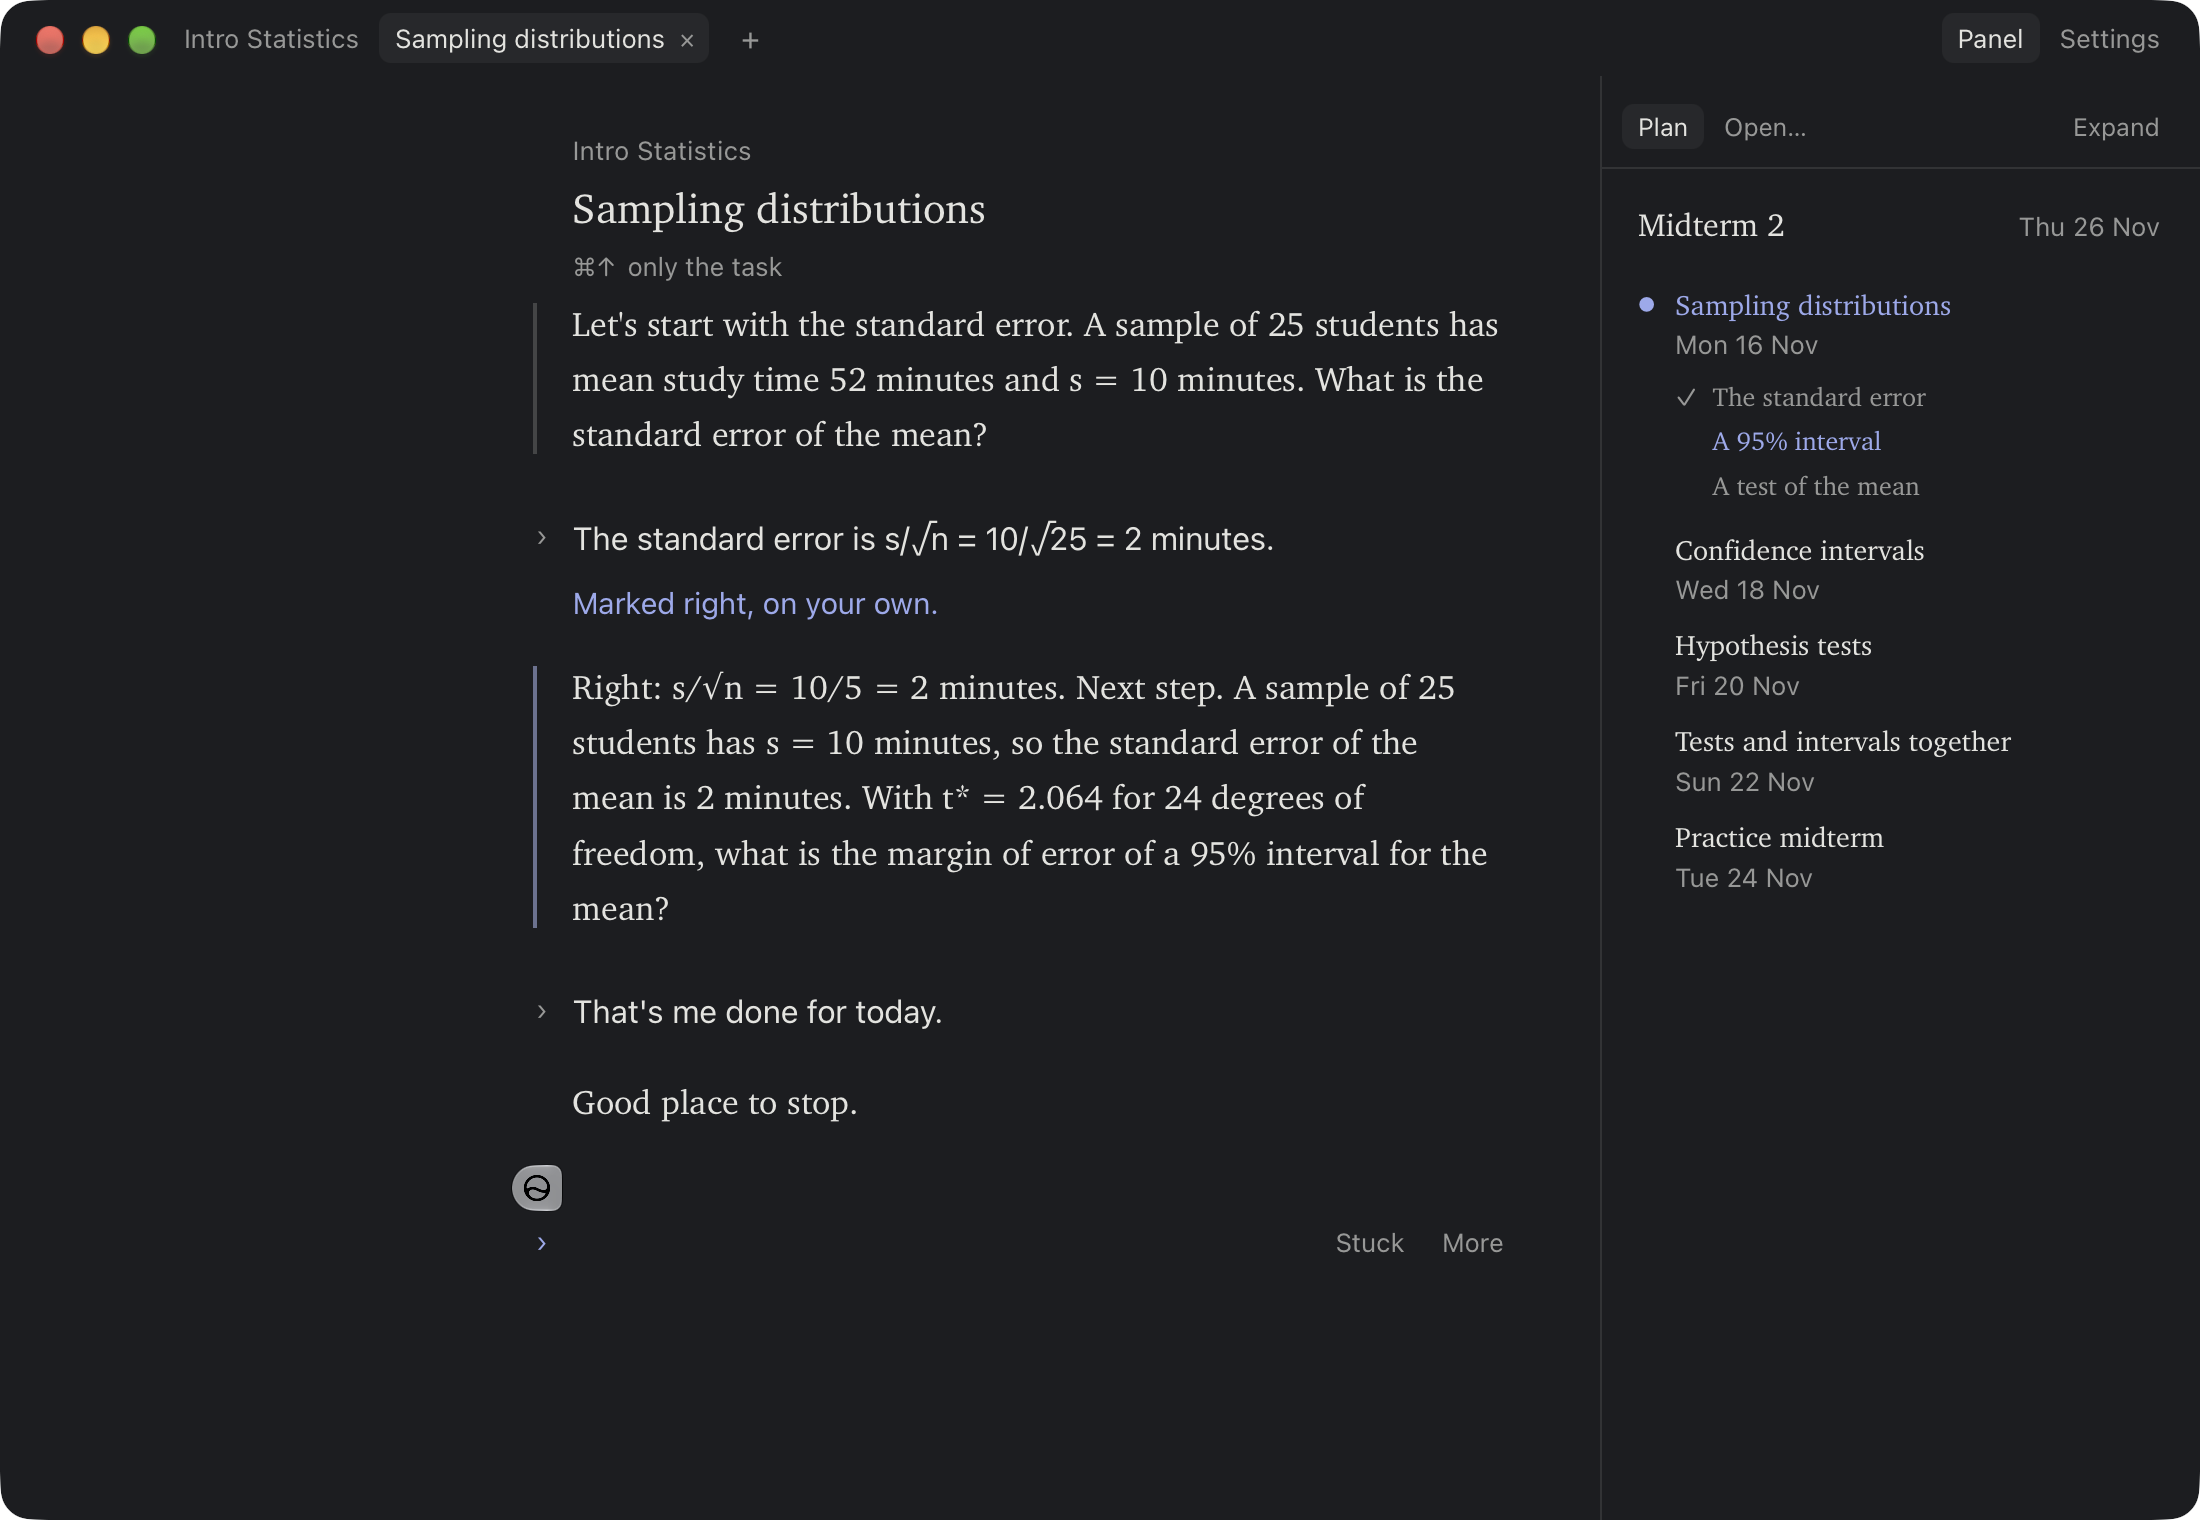 Intro Statistics
Sampling distributions ×
+
Panel
Settings
Intro Statistics
Sampling distributions
⌘↑ only the task
Let's start with the standard error. A sample of 25 students has
mean study time 52 minutes and s = 10 minutes. What is the
standard error of the mean?
› The standard error is s/√n = 10/√25 = 2 minutes.
Marked right, on your own.
Right: s/√n = 10/5 = 2 minutes. Next step. A sample of 25
students has s = 10 minutes, so the standard error of the
mean is 2 minutes. With t* = 2.064 for 24 degrees of
freedom, what is the margin of error of a 95% interval for the
mean?
› That's me done for today.
Good place to stop.
›
Stuck
More
Plan
Open...
Expand
Midterm 2
Thu 26 Nov
Sampling distributions
Mon 16 Nov
✓ The standard error
A 95% interval
A test of the mean
Confidence intervals
Wed 18 Nov
Hypothesis tests
Fri 20 Nov
Tests and intervals together
Sun 22 Nov
Practice midterm
Tue 24 Nov